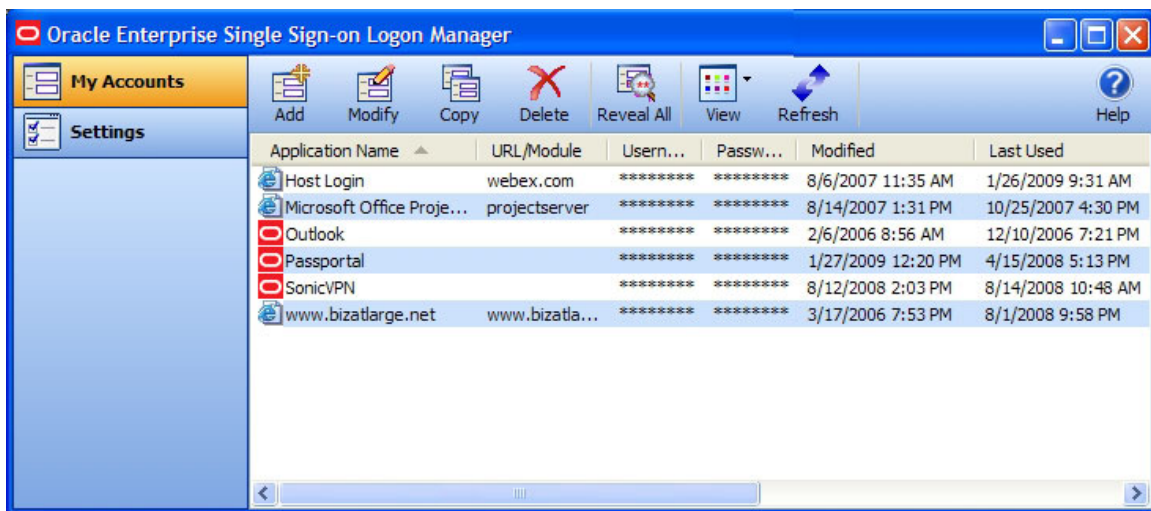 Oracle Enterprise Single Sign-on Logon Manager
My Accounts
Settings
Add Modify Copy Delete Reveal All View Refresh Help
Application Name URL/Module Usern... Passw... Modified Last Used
Host Login webex.com ******** ******** 8/6/2007 11:35 AM 1/26/2009 9:31 AM
Microsoft Office Proje... projectserver ******** ******** 8/14/2007 1:31 PM 10/25/2007 4:30 PM
Outlook ******** ******** 2/6/2006 8:56 AM 12/10/2006 7:21 PM
Passportal ******** ******** 1/27/2009 12:20 PM 4/15/2008 5:13 PM
SonicVPN ******** ******** 8/12/2008 2:03 PM 8/14/2008 10:48 AM
www.bizatlarge.net www.bizatla... ******** ******** 3/17/2006 7:53 PM 8/1/2008 9:58 PM